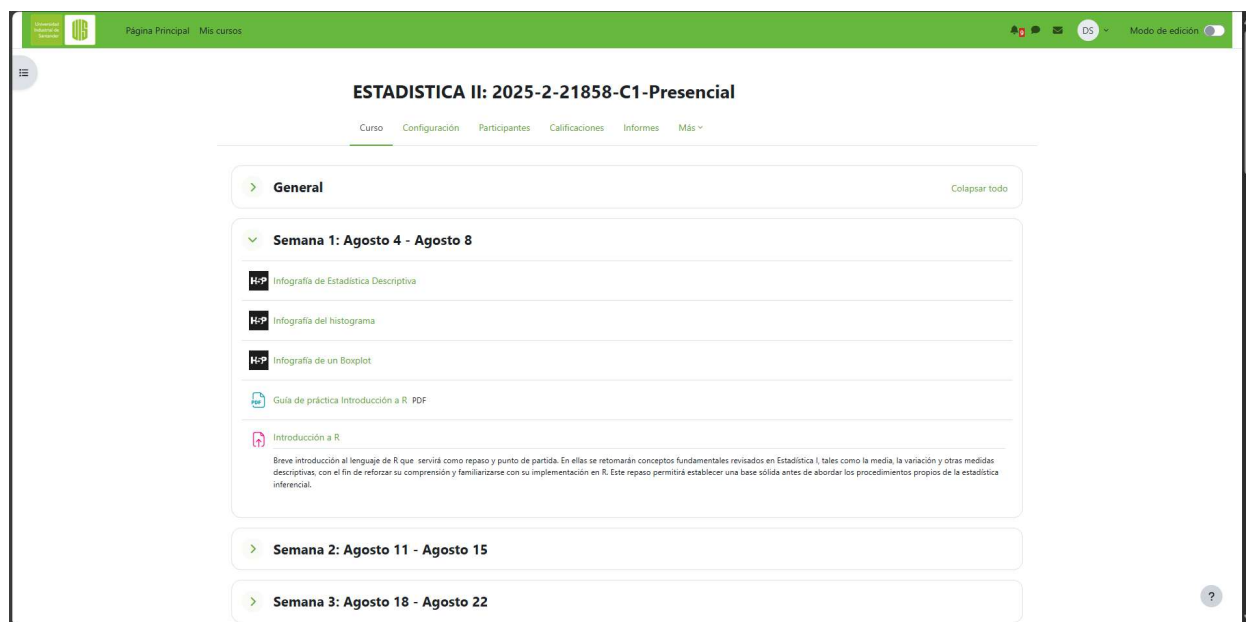 Universidad
Industrial de
Santander
UIS
Página Principal Mis cursos
DS
Modo de edición
ESTADISTICA II: 2025-2-21858-C1-Presencial
Curso Configuración Participantes Calificaciones Informes Más
General
Colapsar todo
Semana 1: Agosto 4 - Agosto 8
H-P Infografía de Estadística Descriptiva
H-P Infografía del histograma
H-P Infografía de un Boxplot
PDF Guía de práctica Introducción a R PDF
Introducción a R
Breve introducción al lenguaje de R que servirá como repaso y punto de partida. En ellas se retomarán conceptos fundamentales revisados en Estadística I, tales como la media, la variación y otras medidas
descriptivas, con el fin de reforzar su comprensión y familiarizarse con su implementación en R. Este repaso permitirá establecer una base sólida antes de abordar los procedimientos propios de la estadística
inferencial.
Semana 2: Agosto 11 - Agosto 15
Semana 3: Agosto 18 - Agosto 22
?